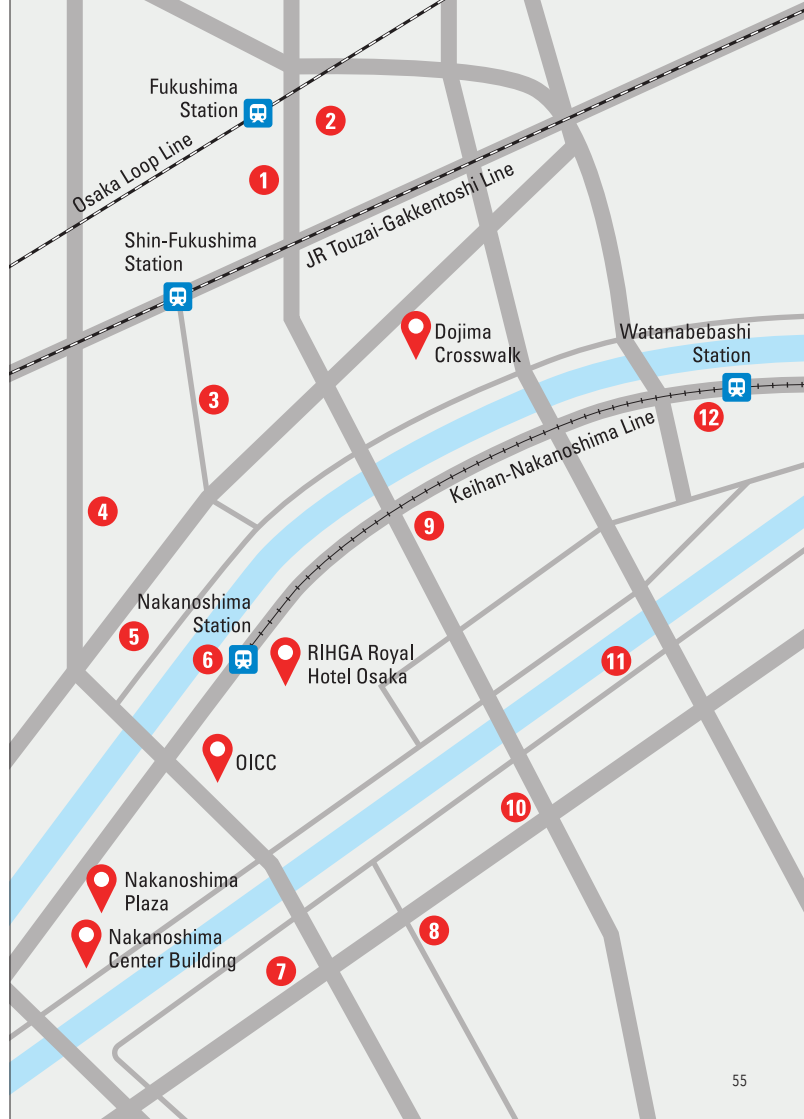 Fukushima
Station
2
Osaka Loop Line
1
JR Touzai-Gakkentoshi Line
Shin-Fukushima
Station
Dojima
Crosswalk
Watanabebashi
Station
3
12
Keihan-Nakanoshima Line
4
9
Nakanoshima
Station
5
6
RIHGA Royal
Hotel Osaka
11
OICC
10
Nakanoshima
Plaza
Nakanoshima
Center Building
8
7
55